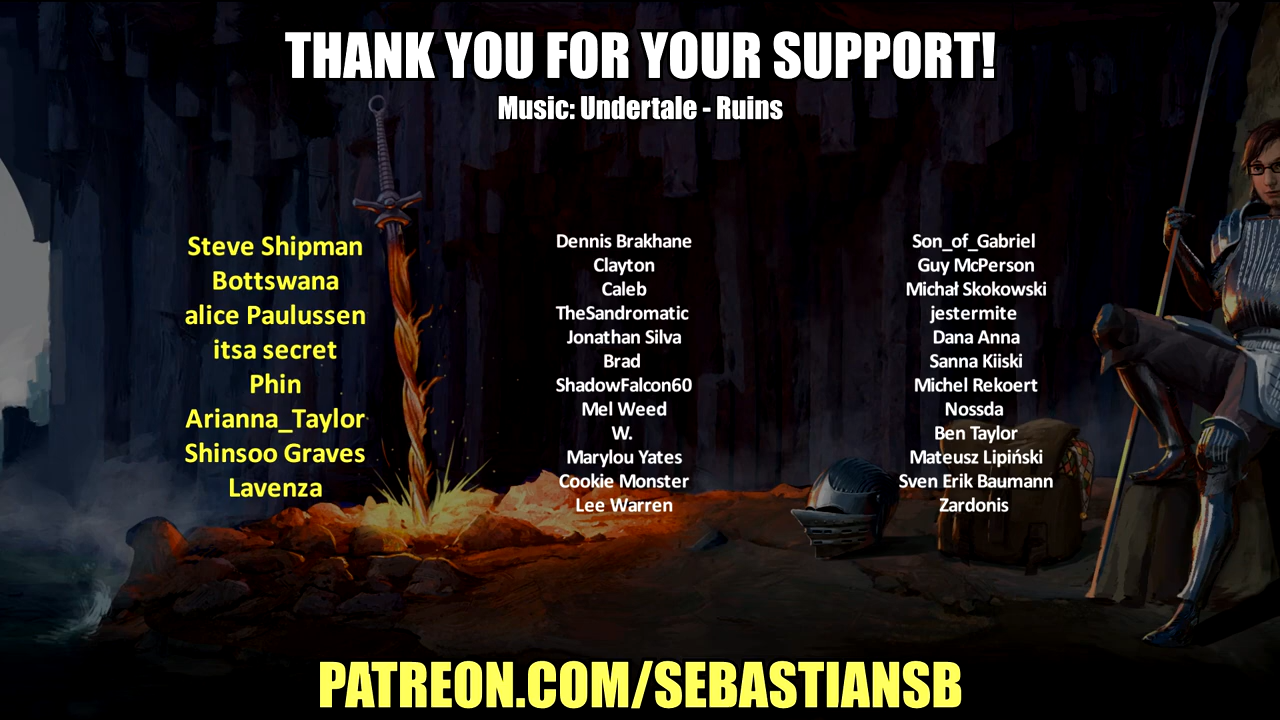 THANK YOU FOR YOUR SUPPORT!
Music: Undertale - Ruins
Steve Shipman
Bottswana
alice Paulussen
itsa secret
Phin
Arianna_Taylor
Shinsoo Graves
Lavenza
Dennis Brakhane
Clayton
Caleb
TheSandromatic
Jonathan Silva
Brad
ShadowFalcon60
Mel Weed
W.
Marylou Yates
Cookie Monster
Lee Warren
Son_of_Gabriel
Guy McPerson
Michał Skokowski
jestermite
Dana Anna
Sanna Kiiski
Michel Rekoert
Nossda
Ben Taylor
Mateusz Lipiński
Sven Erik Baumann
Zardonis
PATREON.COM/SEBASTIANSB